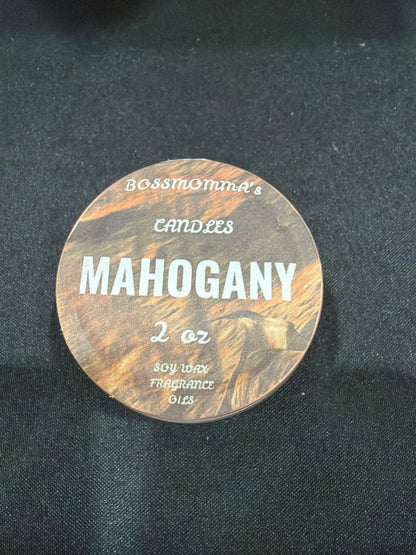 BOSSMOMMA's
CANDLES
MAHOGANY
2 oz
SOY WAX
FRAGRANCE
OILS